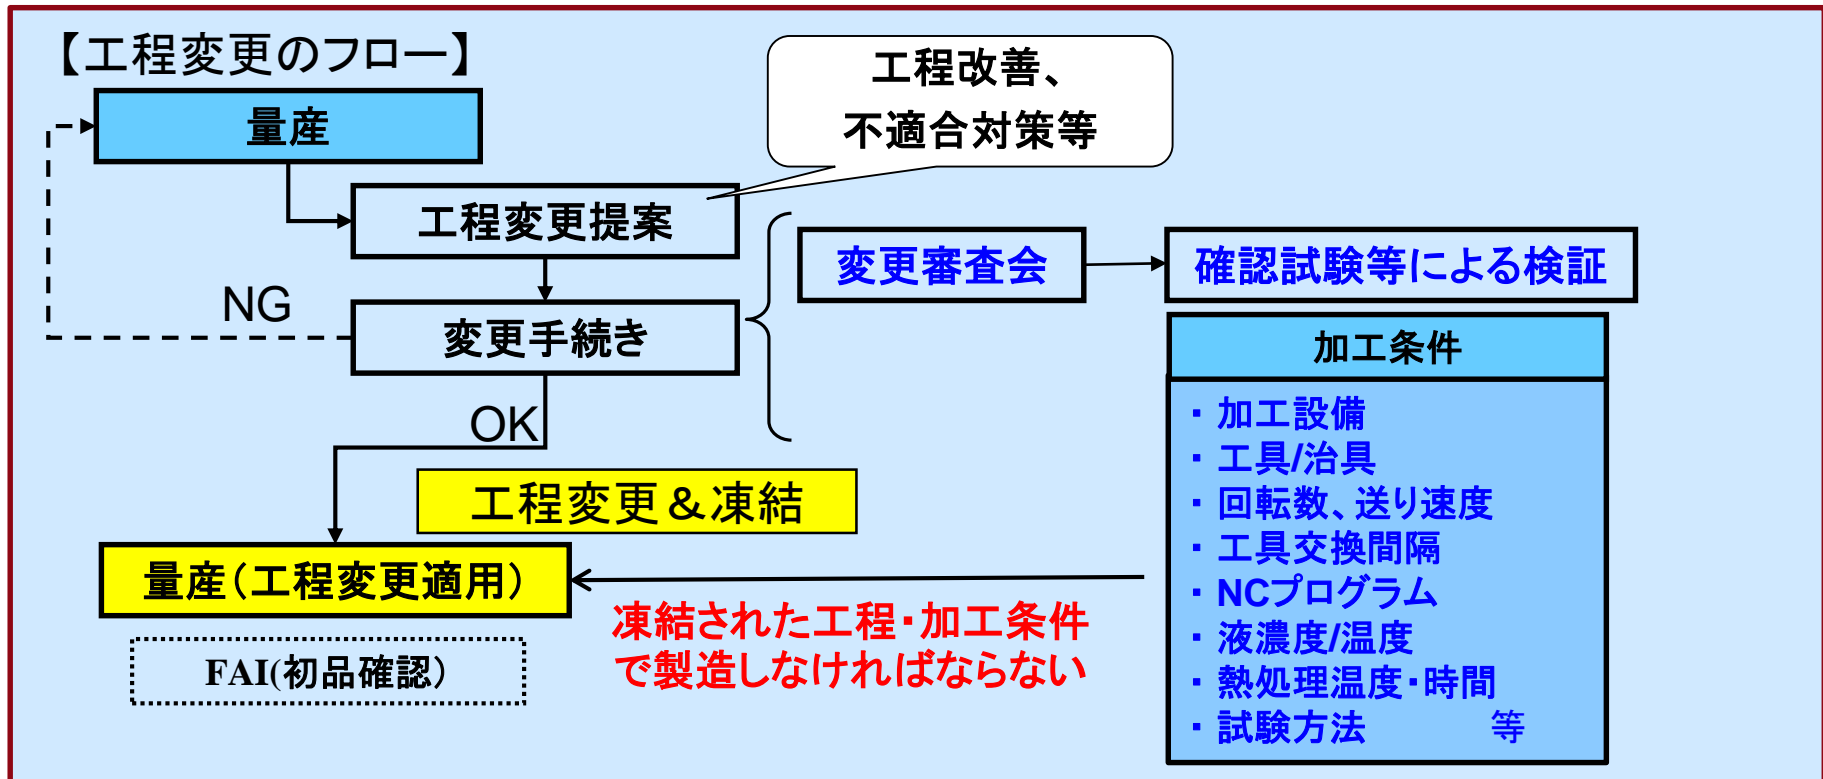 【工程変更のフロー】
量産
工程改善、
不適合対策等
工程変更提案
変更審査会
確認試験等による検証
NG
変更手続き
加工条件
・加工設備
・工具/治具
・回転数、送り速度
・工具交換間隔
・NCプログラム
・液濃度/温度
・熱処理温度・時間
・試験方法 等
OK
工程変更＆凍結
量産（工程変更適用）
凍結された工程・加工条件
で製造しなければならない
FAI(初品確認）